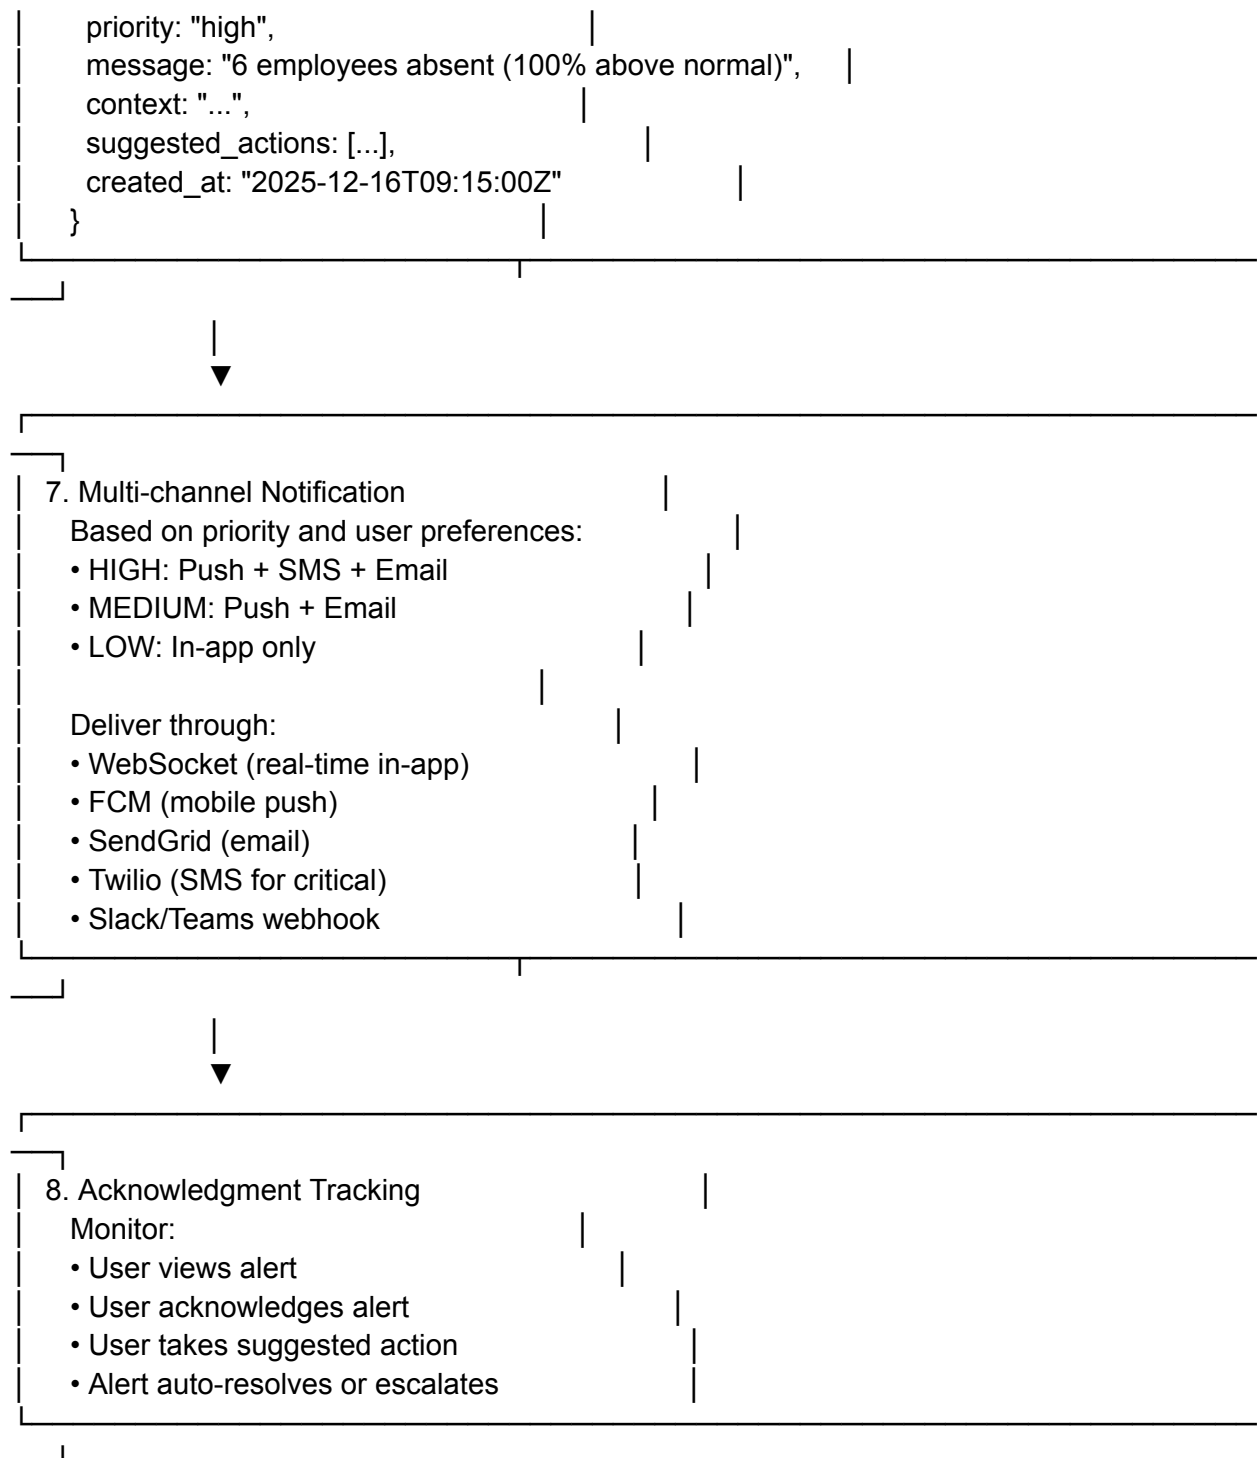 priority: "high",
message: "6 employees absent (100% above normal)",
context: "...",
suggested_actions: [...],
created_at: "2025-12-16T09:15:00Z"
}
▼
7. Multi-channel Notification
Based on priority and user preferences:
• HIGH: Push + SMS + Email
• MEDIUM: Push + Email
• LOW: In-app only
Deliver through:
• WebSocket (real-time in-app)
• FCM (mobile push)
• SendGrid (email)
• Twilio (SMS for critical)
• Slack/Teams webhook
▼
8. Acknowledgment Tracking
Monitor:
• User views alert
• User acknowledges alert
• User takes suggested action
• Alert auto-resolves or escalates